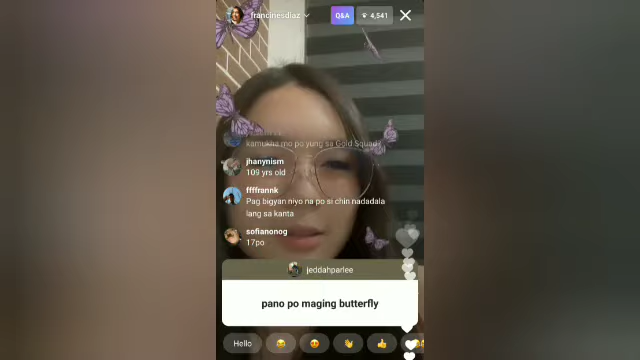 francinesdiaz
Q&A
4,541
kamukha mo po yung sa Gold Squad?
jhanynism
109 yrs old
ffffrannk
Pag bigyan niyo na po si chin nadadala
lang sa kanta
sofianonog
17po
jeddahparlee
pano po maging butterfly
Hello